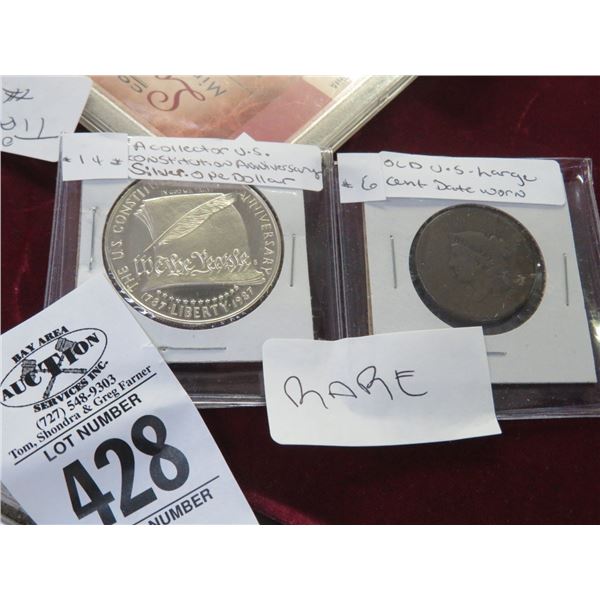 #
211
A collector U.S.
#14# Constitution Anniversary
Silver. one Dollar
OLD U.S. Large
#6 Cent Date worn
THE U.S. CONSTITUTION ANNIVERSARY
We the People
1787 LIBERTY 1987
RARE
BAY AREA
AUCTION
SERVICES INC.
(727) 548-9303
Tom, Shondra & Greg Farner
LOT NUMBER
428
NUMBER